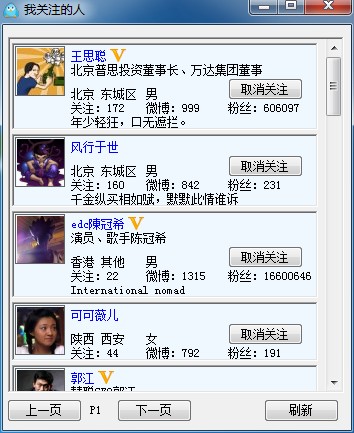 我关注的人
王思聪 V
北京普思投资董事长、万达集团董事
北京 东城区 男
取消关注
关注：172 微博：999 粉丝：606097
年少轻狂，口无遮拦。
风行于世
北京 东城区 男
取消关注
关注：160 微博：842 粉丝：231
千金纵买相如赋，默默此情谁诉
edc陳冠希 V
演员、歌手陈冠希
香港 其他 男
取消关注
关注：22 微博：1315 粉丝：16600646
International nomad
可可薇儿
陕西 西安 女
取消关注
关注：44 微博：792 粉丝：191
郭江 V
慧聪CEO郭江
上一页 P1 下一页 刷新